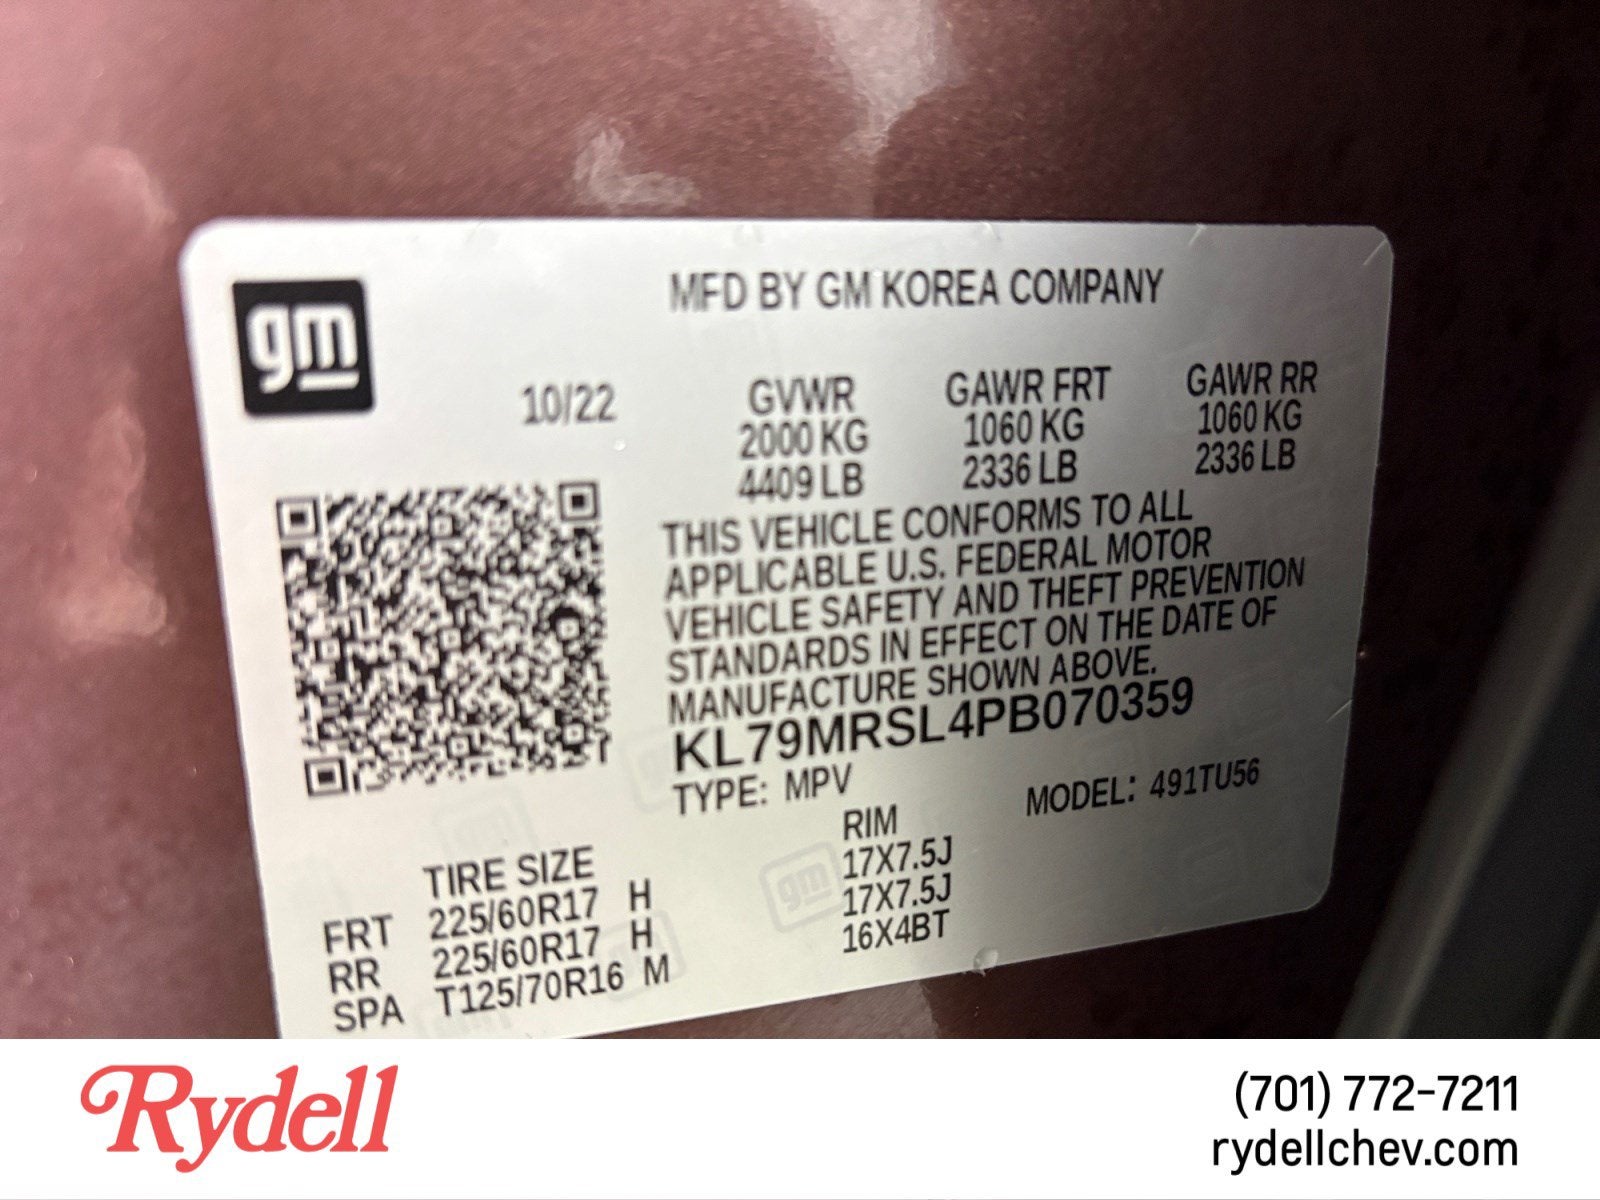 gm
MFD BY GM KOREA COMPANY
10/22
GVWR GAWR FRT GAWR RR
2000 KG 1060 KG 1060 KG
4409 LB 2336 LB 2336 LB
THIS VEHICLE CONFORMS TO ALL
APPLICABLE U.S. FEDERAL MOTOR
VEHICLE SAFETY AND THEFT PREVENTION
STANDARDS IN EFFECT ON THE DATE OF
MANUFACTURE SHOWN ABOVE.
KL79MRSL4PB070359
TYPE: MPV MODEL: 491TU56
TIRE SIZE RIM
FRT 225/60R17 H 17X7.5J
RR 225/60R17 H 17X7.5J
SPA T125/70R16 M 16X4BT
gm
Rydell
(701) 772-7211
rydellchev.com